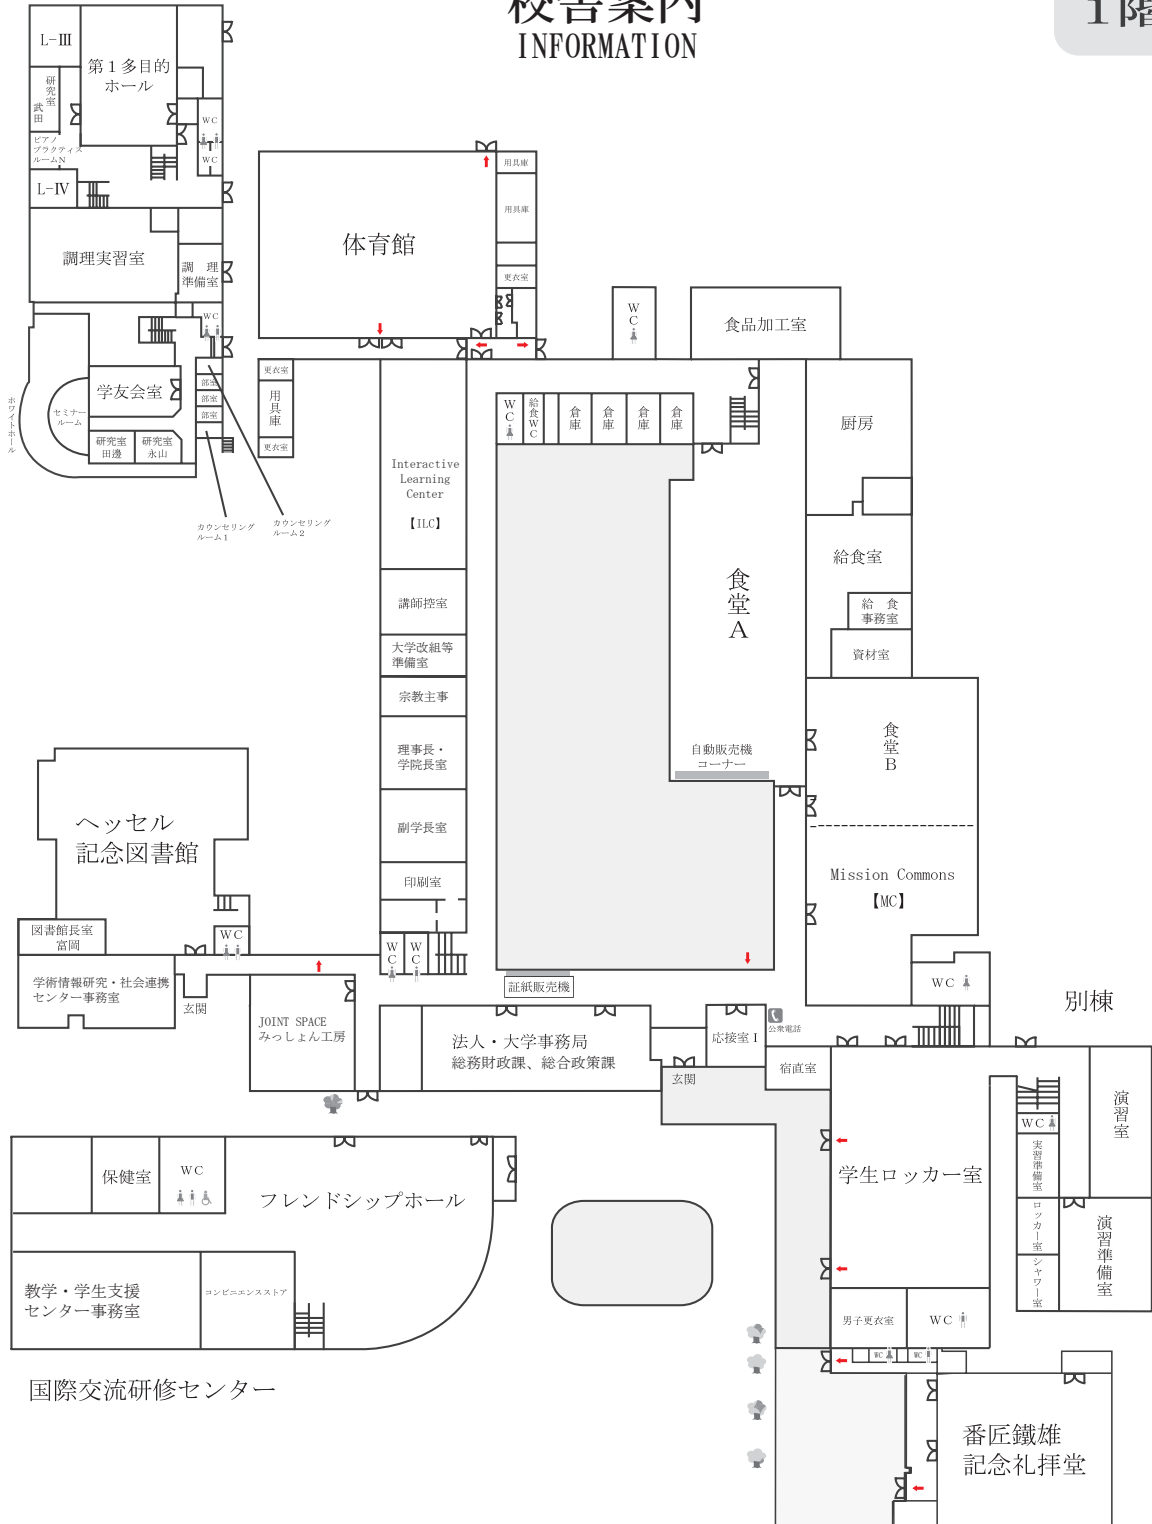 校舎案内
INFORMATION
1階
L-III
第1多目的
ホール
研究室
武田
ピアノ
プラクティス
ルームN
L-IV
WC
WC
調理実習室
調 理
準備室
WC
学友会室
セミナー
ルーム
ホワイトホール
研究室
田邊
研究室
永山
部室
部室
部室
カウンセリング
ルーム1
カウンセリング
ルーム2
体育館
用具庫
用具庫
更衣室
更衣室
用具庫
更衣室
WC
食品加工室
WC
給食WC
倉庫
倉庫
倉庫
倉庫
厨房
Interactive
Learning
Center
【ILC】
講師控室
大学改組等
準備室
宗教主事
理事長・
学院長室
副学長室
印刷室
WC
WC
食堂A
給食室
給 食
事務室
資材室
食堂B
自動販売機
コーナー
Mission Commons
【MC】
WC
証紙販売機
ヘッセル
記念図書館
図書館長室
富岡
WC
学術情報研究・社会連携
センター事務室
玄関
JOINT SPACE
みっしょん工房
法人・大学事務局
総務財政課、総合政策課
応接室 I
公衆電話
玄関
宿直室
別棟
演習室
WC
実習準備室
ロッカー室
シャワー室
演習準備室
学生ロッカー室
男子更衣室
WC
WC
WC
保健室
WC
フレンドシップホール
教学・学生支援
センター事務室
コンビニエンスストア
国際交流研修センター
番匠鐵雄
記念礼拝堂